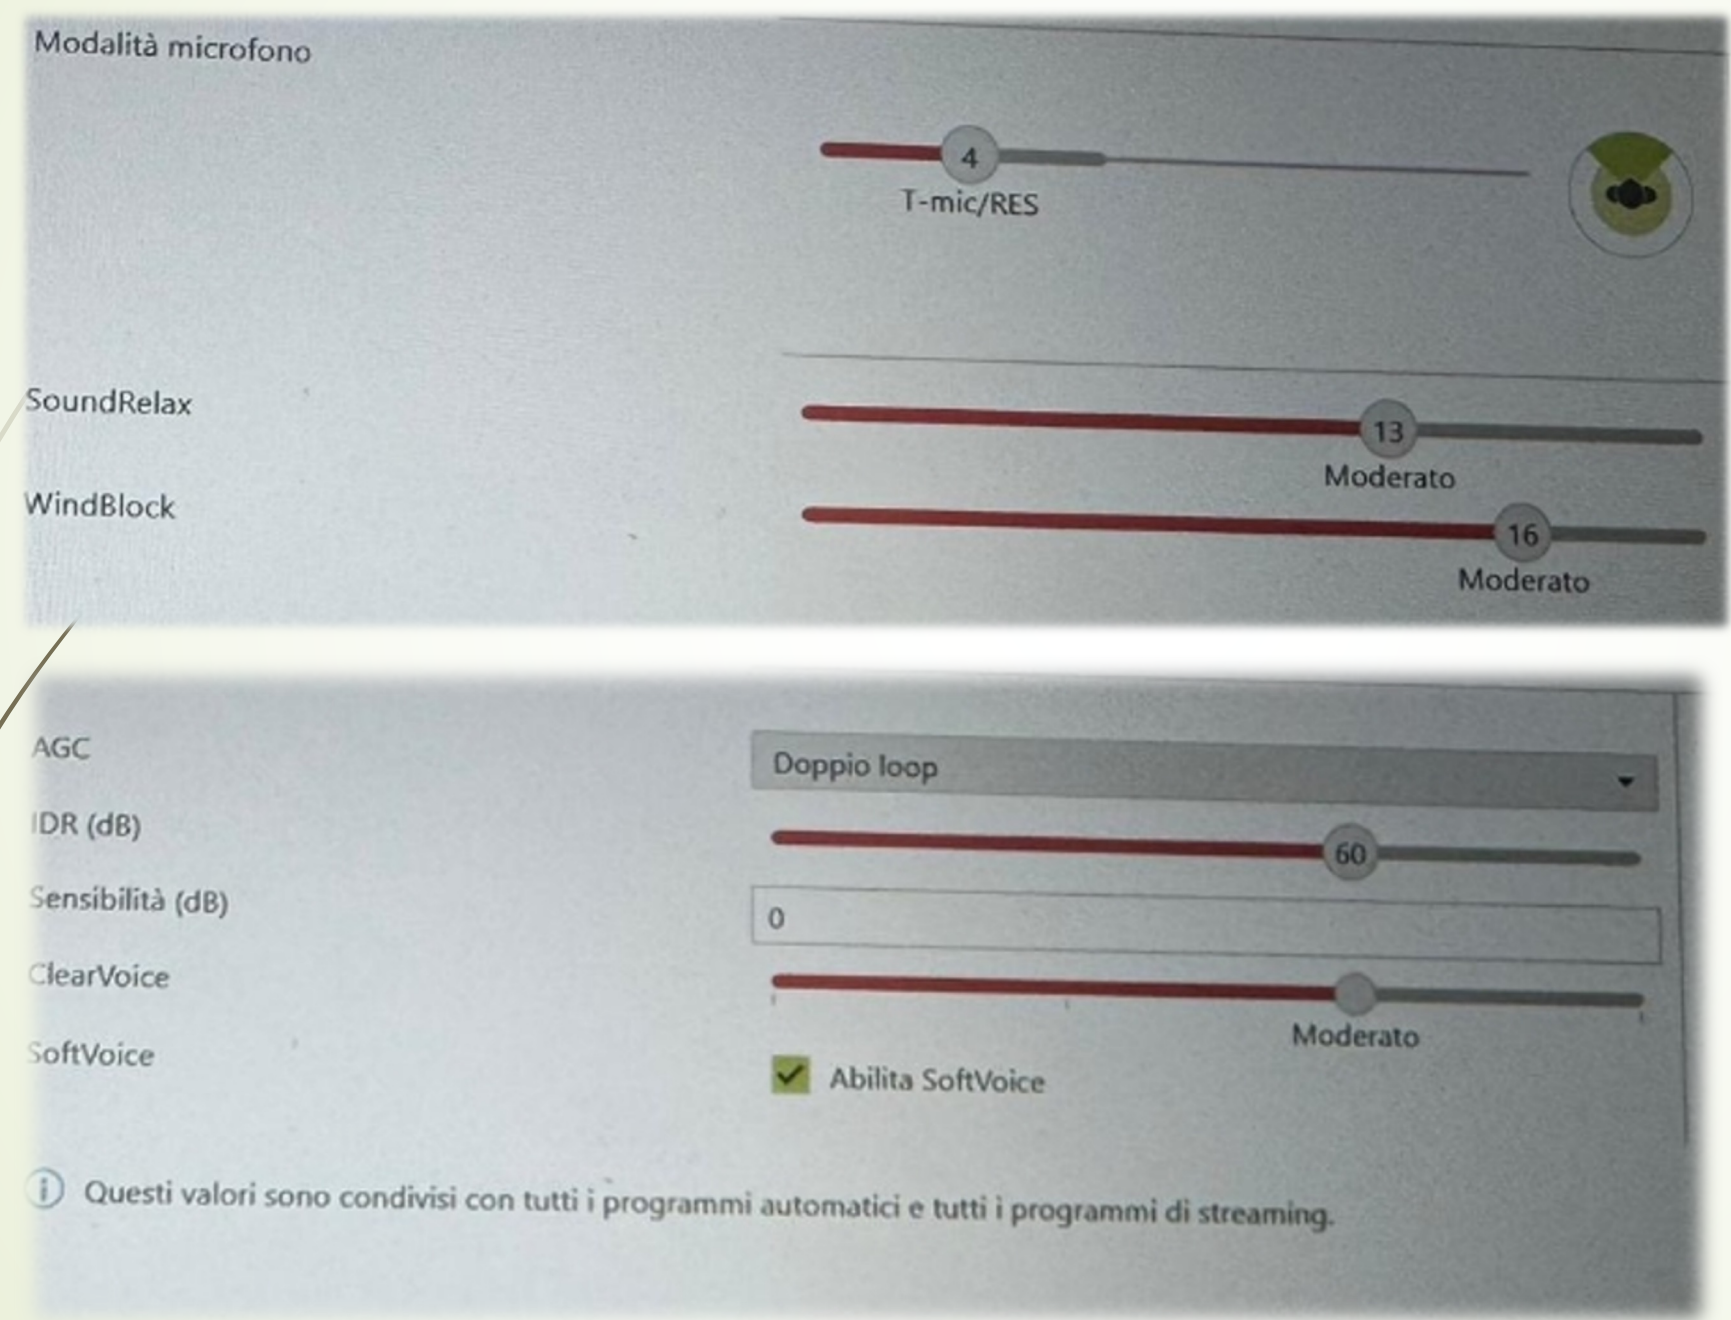 Modalità microfono
4
T-mic/RES
SoundRelax
13
Moderato
WindBlock
16
Moderato
AGC
Doppio loop
IDR (dB)
60
Sensibilità (dB)
0
ClearVoice
Moderato
SoftVoice
Abilita SoftVoice
i Questi valori sono condivisi con tutti i programmi automatici e tutti i programmi di streaming.